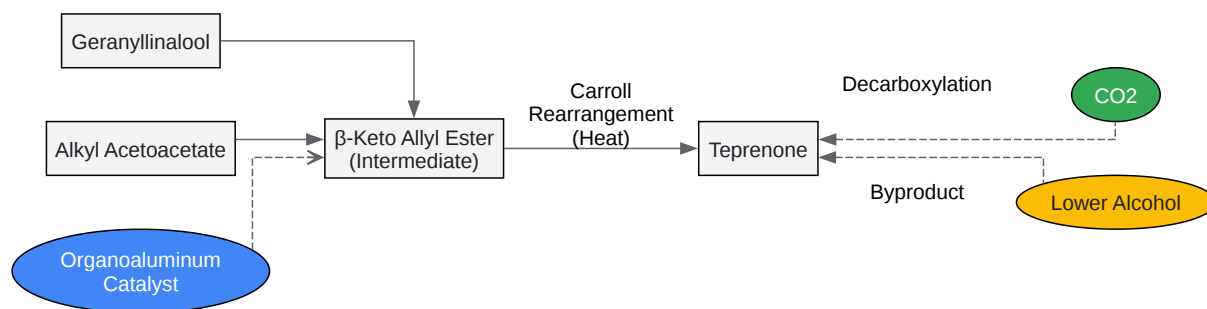 Geranyllinalool
Alkyl Acetoacetate
Organoaluminum
Catalyst
β-Keto Allyl Ester
(Intermediate)
Carroll
Rearrangement
(Heat)
Teprenone
Decarboxylation
CO2
Byproduct
Lower Alcohol